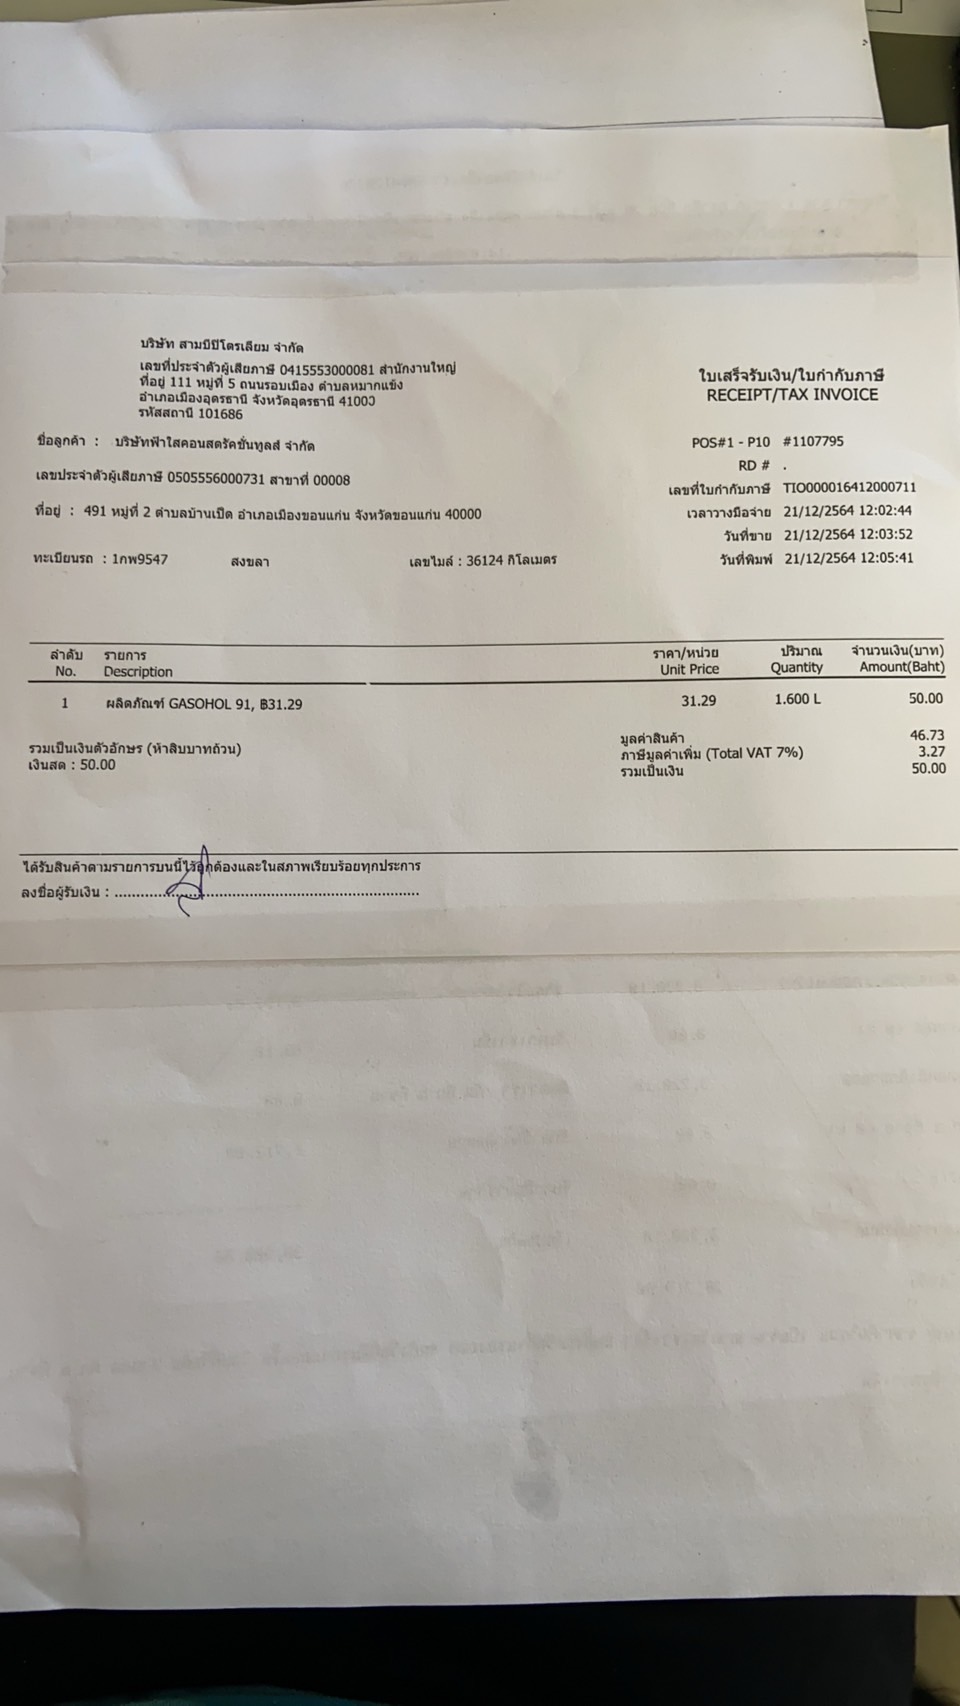 บริษัท สามบีปิโตรเลียม จำกัด
เลขที่ประจำตัวผู้เสียภาษี 0415553000081 สำนักงานใหญ่
ที่อยู่ 111 หมู่ที่ 5 ถนนรอบเมือง ตำบลหมากแข้ง
อำเภอเมืองอุดรธานี จังหวัดอุดรธานี 41000
รหัสสถานี 101686
ใบเสร็จรับเงิน/ใบกำกับภาษี
RECEIPT/TAX INVOICE
ชื่อลูกค้า : บริษัทฟ้าใสคอนสตรัคชั่นทูลส์ จำกัด
POS#1 - P10 #1107795
RD # .
เลขประจำตัวผู้เสียภาษี 0505556000731 สาขาที่ 00008
เลขที่ใบกำกับภาษี TIO000016412000711
ที่อยู่ : 491 หมู่ที่ 2 ตำบลบ้านเป็ด อำเภอเมืองขอนแก่น จังหวัดขอนแก่น 40000
เวลาวางมือจ่าย 21/12/2564 12:02:44
วันที่ขาย 21/12/2564 12:03:52
ทะเบียนรถ : 1กพ9547 สงขลา เลขไมล์ : 36124 กิโลเมตร
วันที่พิมพ์ 21/12/2564 12:05:41
ลำดับ รายการ ราคา/หน่วย ปริมาณ จำนวนเงิน(บาท)
No. Description Unit Price Quantity Amount(Baht)
1 ผลิตภัณฑ์ GASOHOL 91, ฿31.29 31.29 1.600 L 50.00
มูลค่าสินค้า 46.73
รวมเป็นเงินตัวอักษร (ห้าสิบบาทถ้วน) ภาษีมูลค่าเพิ่ม (Total VAT 7%) 3.27
เงินสด : 50.00 รวมเป็นเงิน 50.00
ได้รับสินค้าตามรายการบนนี้ไว้ถูกต้องและในสภาพเรียบร้อยทุกประการ
ลงชื่อผู้รับเงิน : ......................................................................